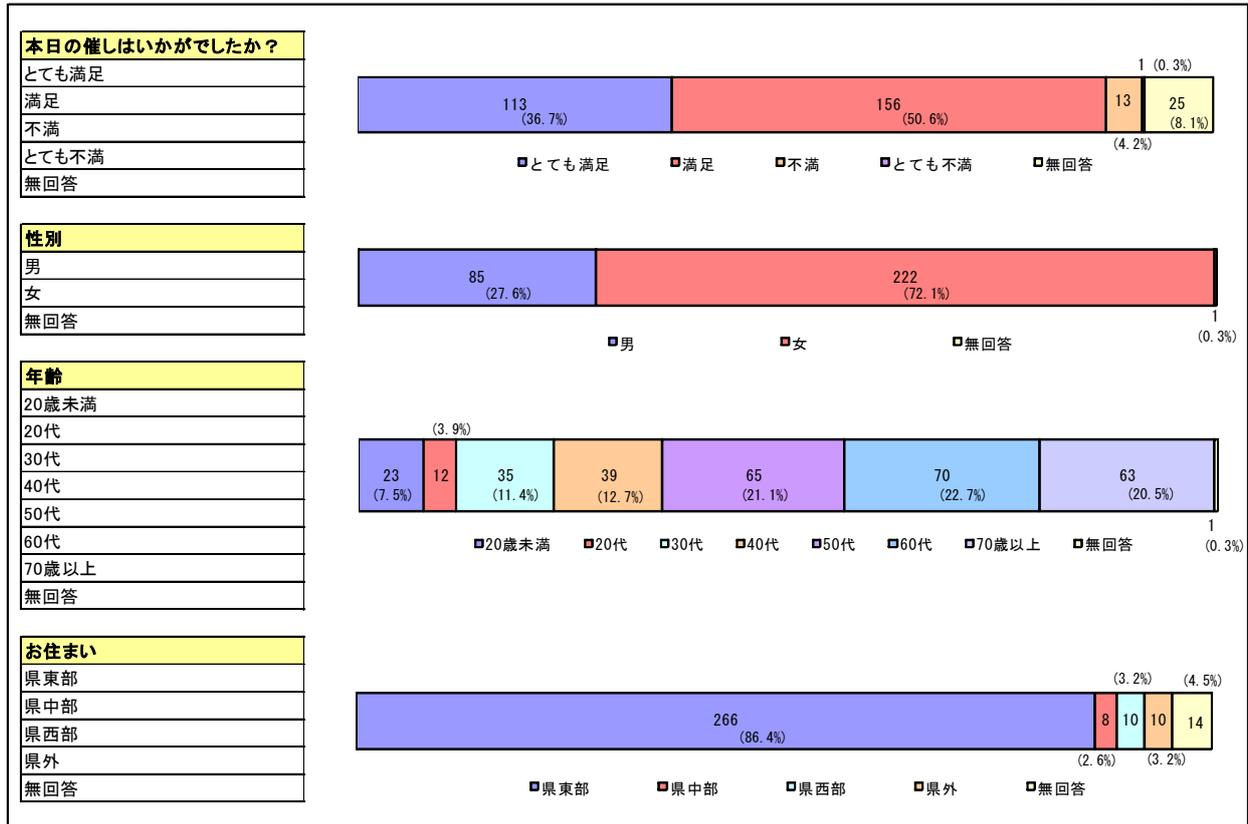 本日の催しはいかがでしたか？
とても満足
満足
不満
とても不満
無回答
1 (0.3%)
113 156 13 25
(36.7%) (50.6%) (8.1%)
(4.2%)
とても満足 満足 不満 とても不満 無回答
性別
男
女
無回答
85 222
(27.6%) (72.1%)
1
(0.3%)
男 女 無回答
年齢
20歳未満
20代
30代
40代
50代
60代
70歳以上
無回答
(3.9%)
23 12 35 39 65 70 63
(7.5%) (11.4%) (12.7%) (21.1%) (22.7%) (20.5%)
1
(0.3%)
20歳未満 20代 30代 40代 50代 60代 70歳以上 無回答
お住まい
県東部
県中部
県西部
県外
無回答
(3.2%) (4.5%)
266 8 10 10 14
(86.4%)
(2.6%) (3.2%)
県東部 県中部 県西部 県外 無回答